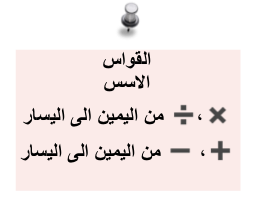 القواس
الاسس
× ، ÷ من اليمين الى اليسار
+ ، − من اليمين الى اليسار